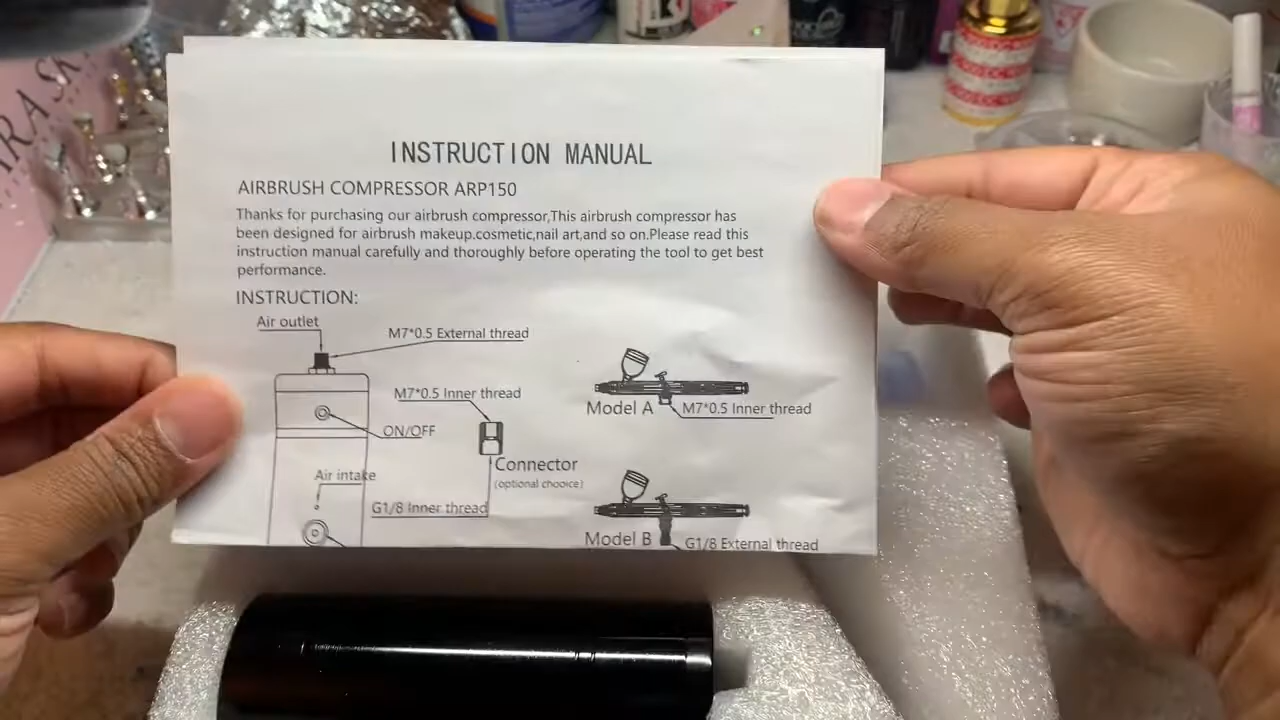 INSTRUCTION MANUAL
AIRBRUSH COMPRESSOR ARP150
Thanks for purchasing our airbrush compressor,This airbrush compressor has
been designed for airbrush makeup.cosmetic,nail art,and so on.Please read this
instruction manual carefully and thoroughly before operating the tool to get best
performance.
INSTRUCTION:
Air outlet
M7*0.5 External thread
M7*0.5 Inner thread
ON/OFF
Connector
(optional chooice)
Air intake
G1/8 Inner thread
Model A
M7*0.5 Inner thread
Model B
G1/8 External thread